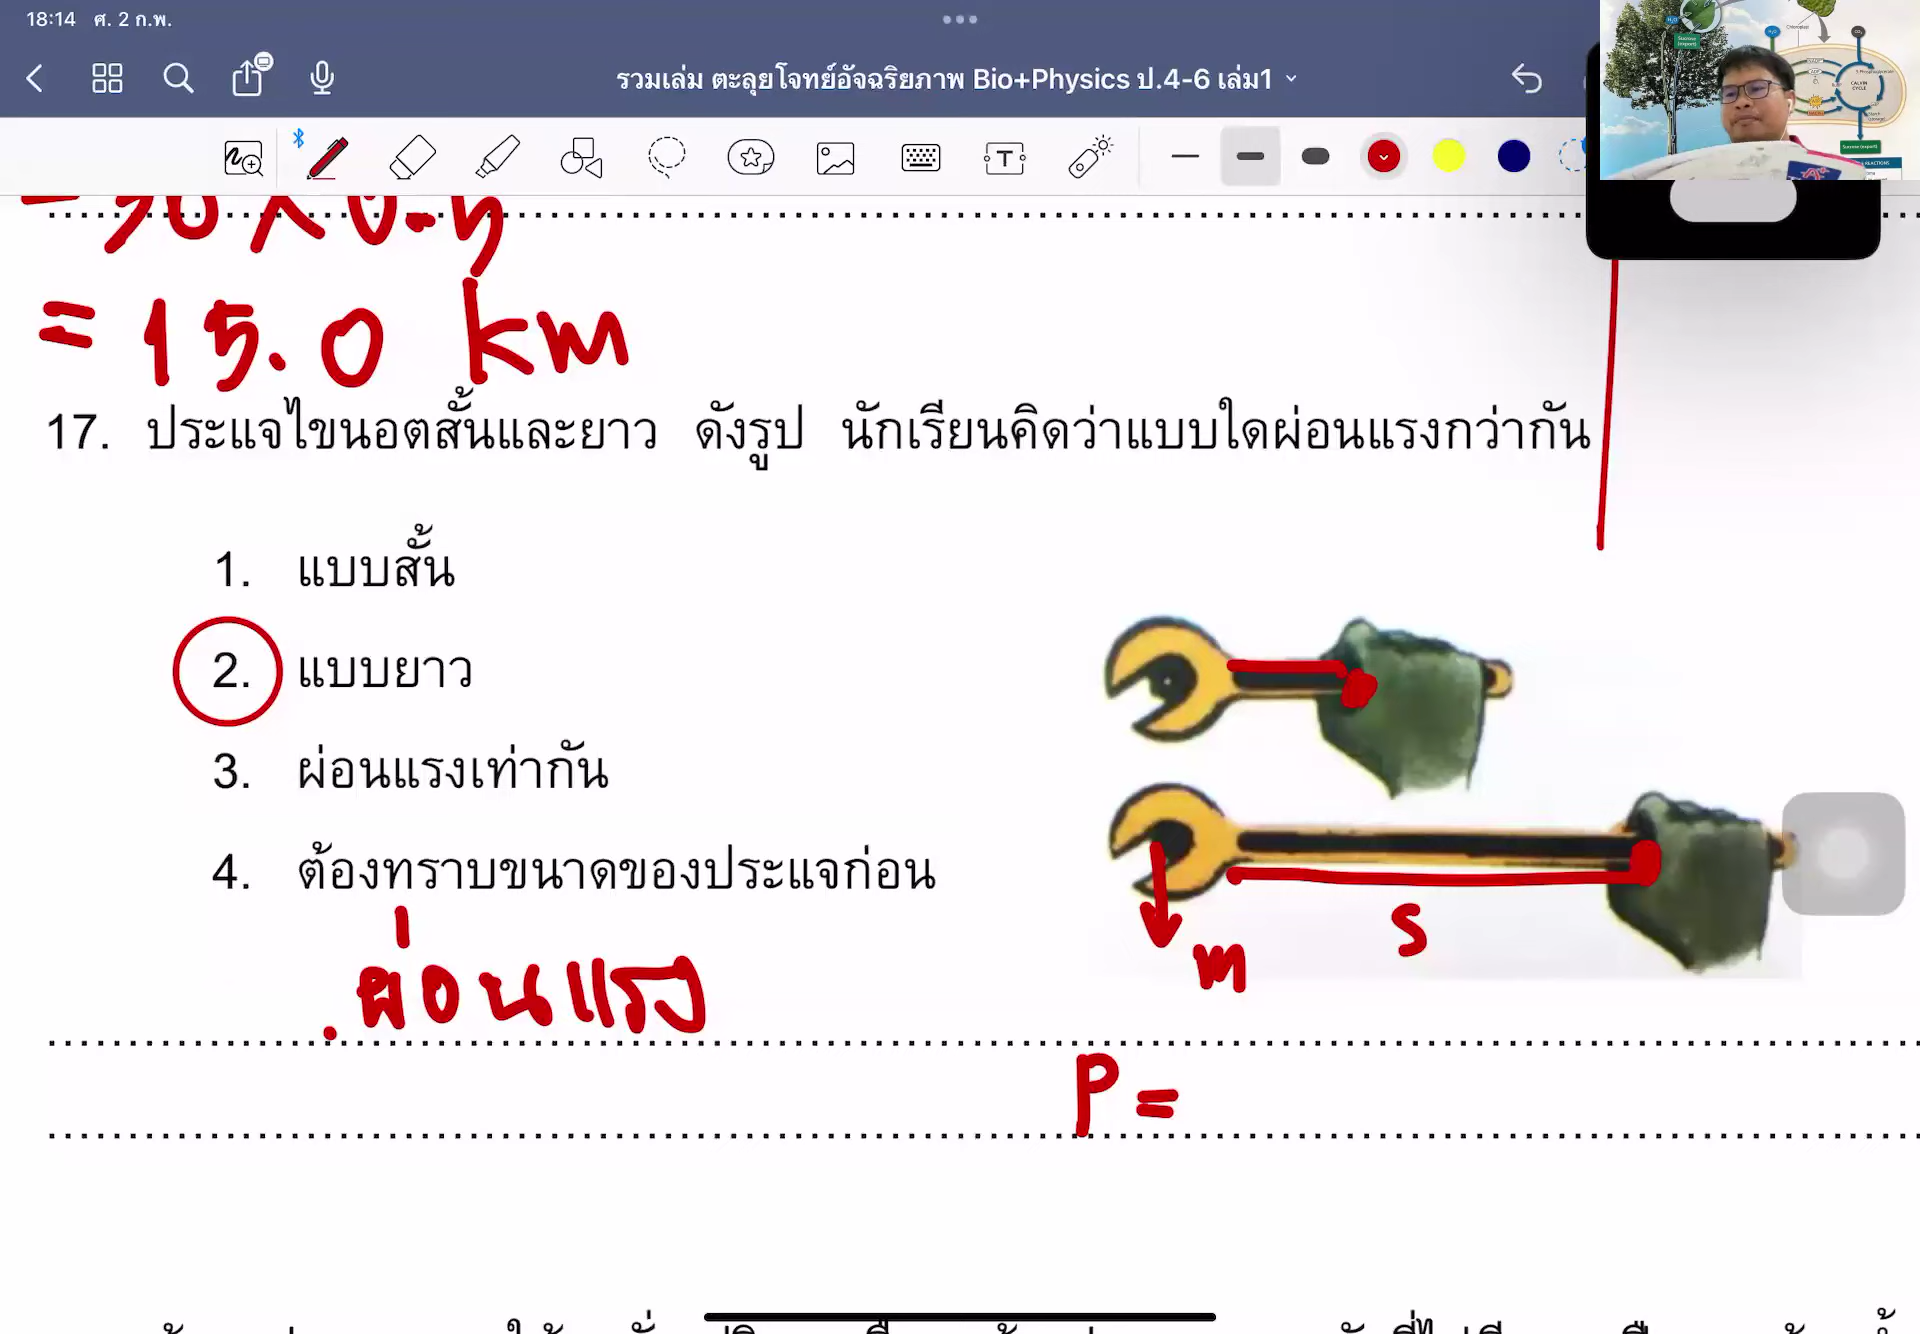 18:14 ศ. 2 ก.พ.
รวมเล่ม ตะลุยโจทย์อัจฉริยภาพ Bio+Physics ป.4-6 เล่ม1
= 15.0 km
17. ประแจไขนอตสั้นและยาว ดังรูป นักเรียนคิดว่าแบบใดผ่อนแรงกว่ากัน
1. แบบสั้น
2. แบบยาว
3. ผ่อนแรงเท่ากัน
4. ต้องทราบขนาดของประแจก่อน
s
m
ผ่อนแรง
P =